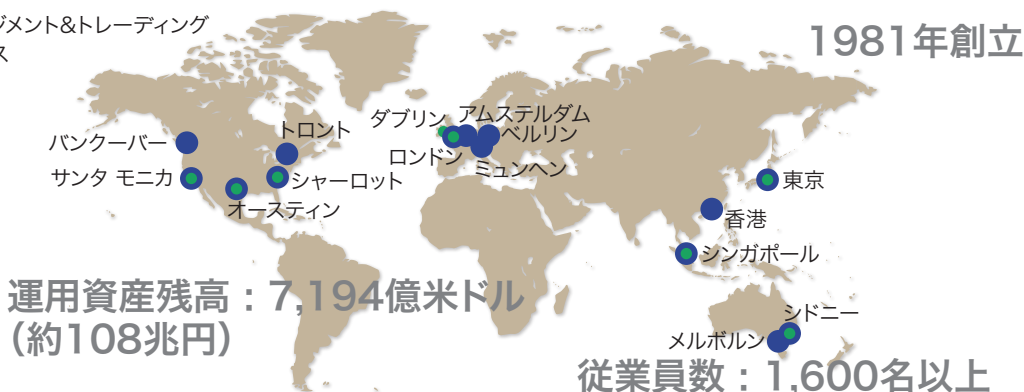 ジメント&トレーディング
ス
1981年創立
ダブリン
アムステルダム
ベルリン
バンクーバー
トロント
ロンドン
ミュンヘン
サンタ モニカ
シャーロット
東京
オースティン
香港
シンガポール
運用資産残高：7,194億米ドル
（約108兆円）
シドニー
メルボルン
従業員数：1,600名以上